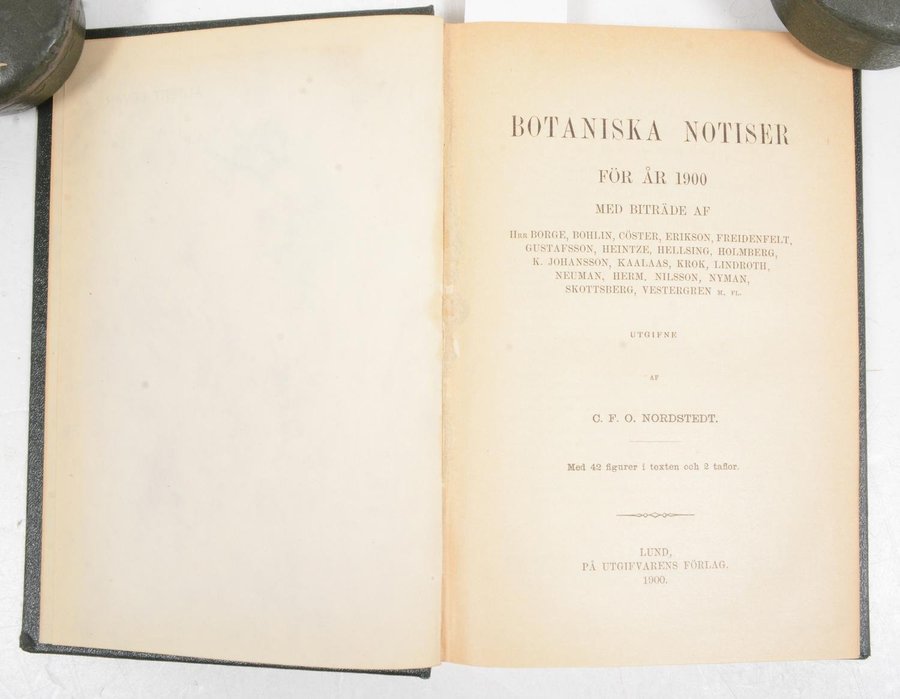 BOTANISKA NOTISER
FÖR ÅR 1900
MED BITRÄDE AF
HRR BORGE, BOHLIN, CÖSTER, ERIKSON, FREIDENFELT,
GUSTAFSSON, HEINTZE, HELLSING, HOLMBERG,
K. JOHANSSON, KAALAAS, KROK, LINDROTH,
NEUMAN, HERM. NILSSON, NYMAN,
SKOTTSBERG, VESTERGREN M. FL.
UTGIFNE
AF
C. F. O. NORDSTEDT.
Med 42 figurer i texten och 2 taflor.
LUND,
PÅ UTGIFVARENS FÖRLAG.
1900.